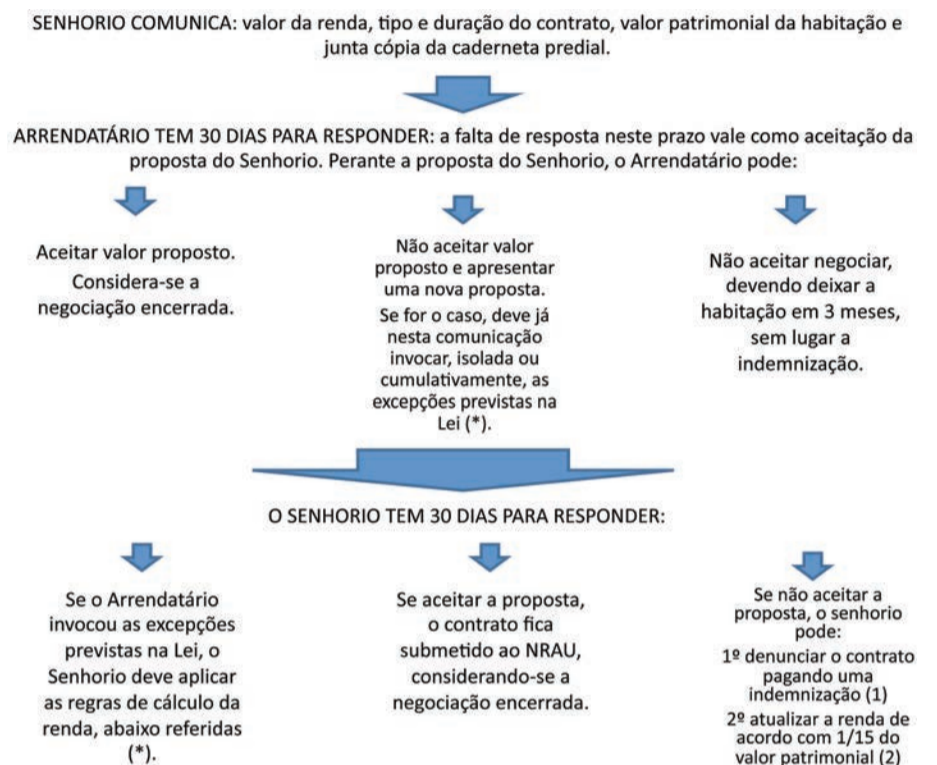 SENHORIO COMUNICA: valor da renda, tipo e duração do contrato, valor patrimonial da habitação e
junta cópia da caderneta predial.
ARRENDATÁRIO TEM 30 DIAS PARA RESPONDER: a falta de resposta neste prazo vale como aceitação da
proposta do Senhorio. Perante a proposta do Senhorio, o Arrendatário pode:
Aceitar valor proposto.
Considera-se a
negociação encerrada.
Não aceitar valor
proposto e apresentar
uma nova proposta.
Se for o caso, deve já
nesta comunicação
invocar, isolada ou
cumulativamente, as
excepções previstas na
Lei (*).
Não aceitar negociar,
devendo deixar a
habitação em 3 meses,
sem lugar a
indemnização.
O SENHORIO TEM 30 DIAS PARA RESPONDER:
Se o Arrendatário
invocou as excepções
previstas na Lei, o
Senhorio deve aplicar
as regras de cálculo da
renda, abaixo referidas
(*).
Se aceitar a proposta,
o contrato fica
submetido ao NRAU,
considerando-se a
negociação encerrada.
Se não aceitar a
proposta, o senhorio
pode:
1º denunciar o contrato
pagando uma
indemnização (1)
2º atualizar a renda de
acordo com 1/15 do
valor patrimonial (2)